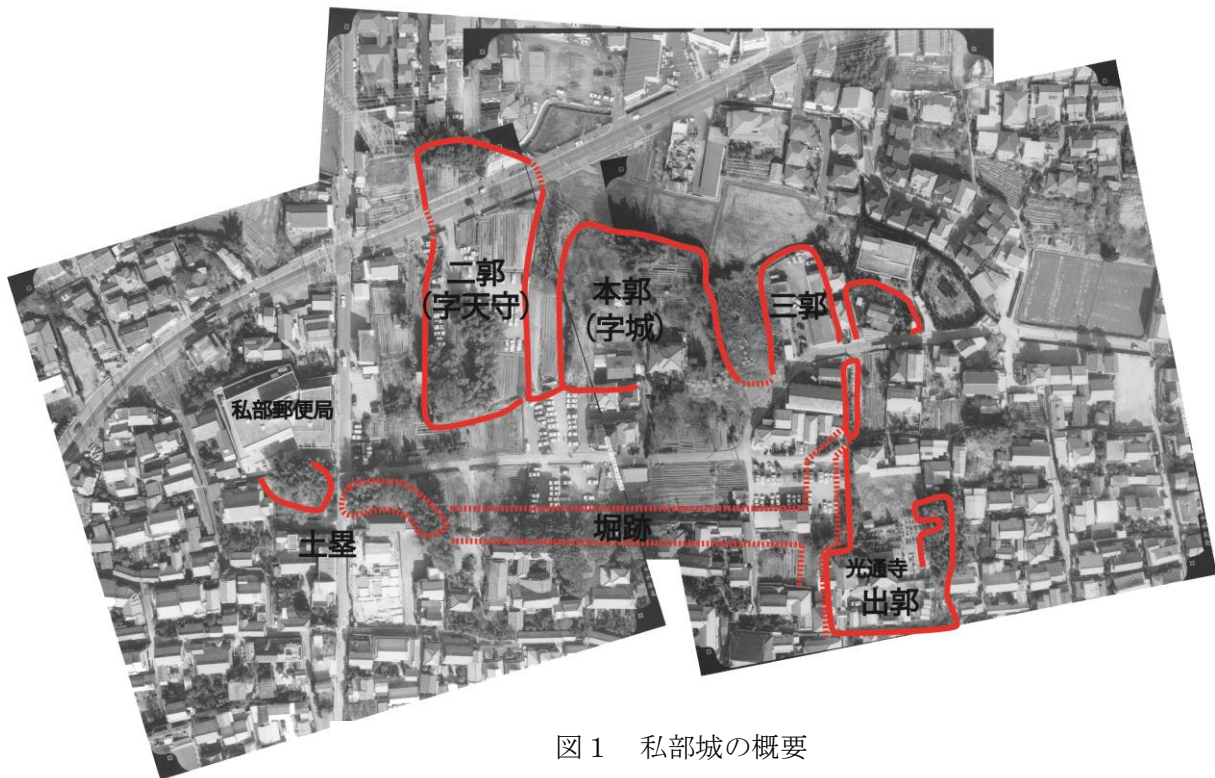 二郭
（字天守）
本郭
（字城）
三郭
私部郵便局
土塁
堀跡
光通寺
出郭
図１　私部城の概要